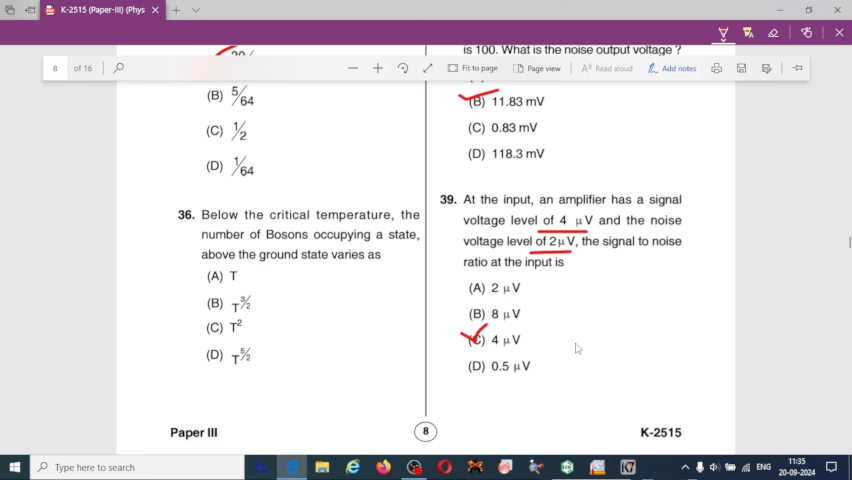 K-2515 (Paper-III) (Phys
8 of 16
Fit to page
Page view
Read aloud
Add notes
(B) 5/64
(C) 1/2
(D) 1/64
36. Below the critical temperature, the
number of Bosons occupying a state,
above the ground state varies as
(A) T
(B) T^3/2
(C) T^2
(D) T^5/2
is 100. What is the noise output voltage ?
(B) 11.83 mV
(C) 0.83 mV
(D) 118.3 mV
39. At the input, an amplifier has a signal
voltage level of 4 μV and the noise
voltage level of 2μV, the signal to noise
ratio at the input is
(A) 2 μV
(B) 8 μV
(C) 4 μV
(D) 0.5 μV
Paper III
8
K-2515
Type here to search
ENG
11:35
20-09-2024